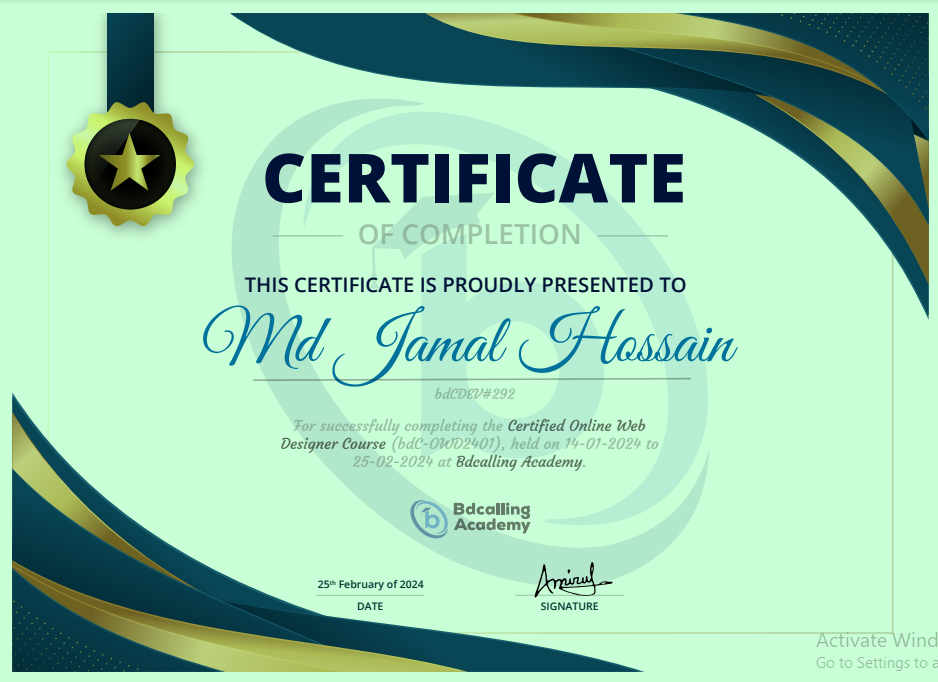 CERTIFICATE
OF COMPLETION
THIS CERTIFICATE IS PROUDLY PRESENTED TO
Md Jamal Hossain
bdCDEV#292
For successfully completing the Certified Online Web
Designer Course (bdC-OWD2401), held on 14-01-2024 to
25-02-2024 at Bdcalling Academy.
b Bdcalling
Academy
25th February of 2024
DATE
Amirul
SIGNATURE
Activate Wind
Go to Settings to a